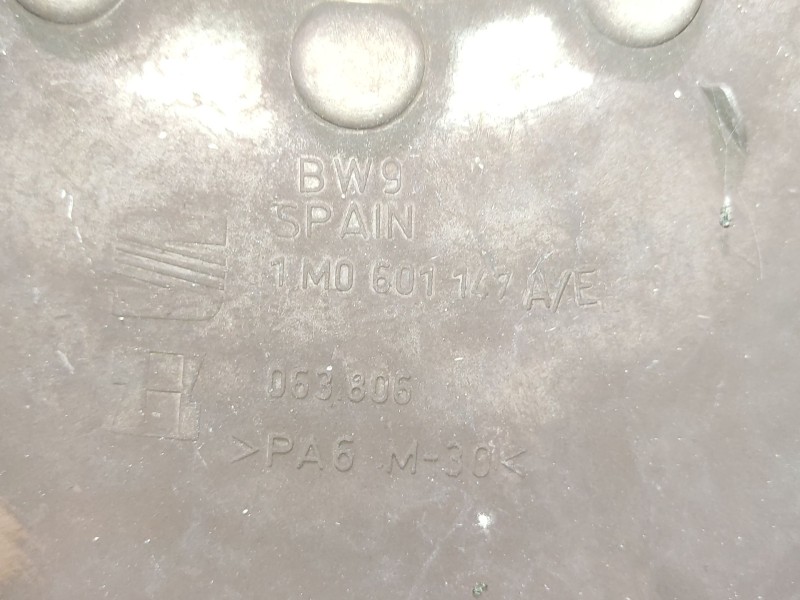 BW9
SPAIN
1M0 601 147 A/E
063.806
>PA6 M-30<